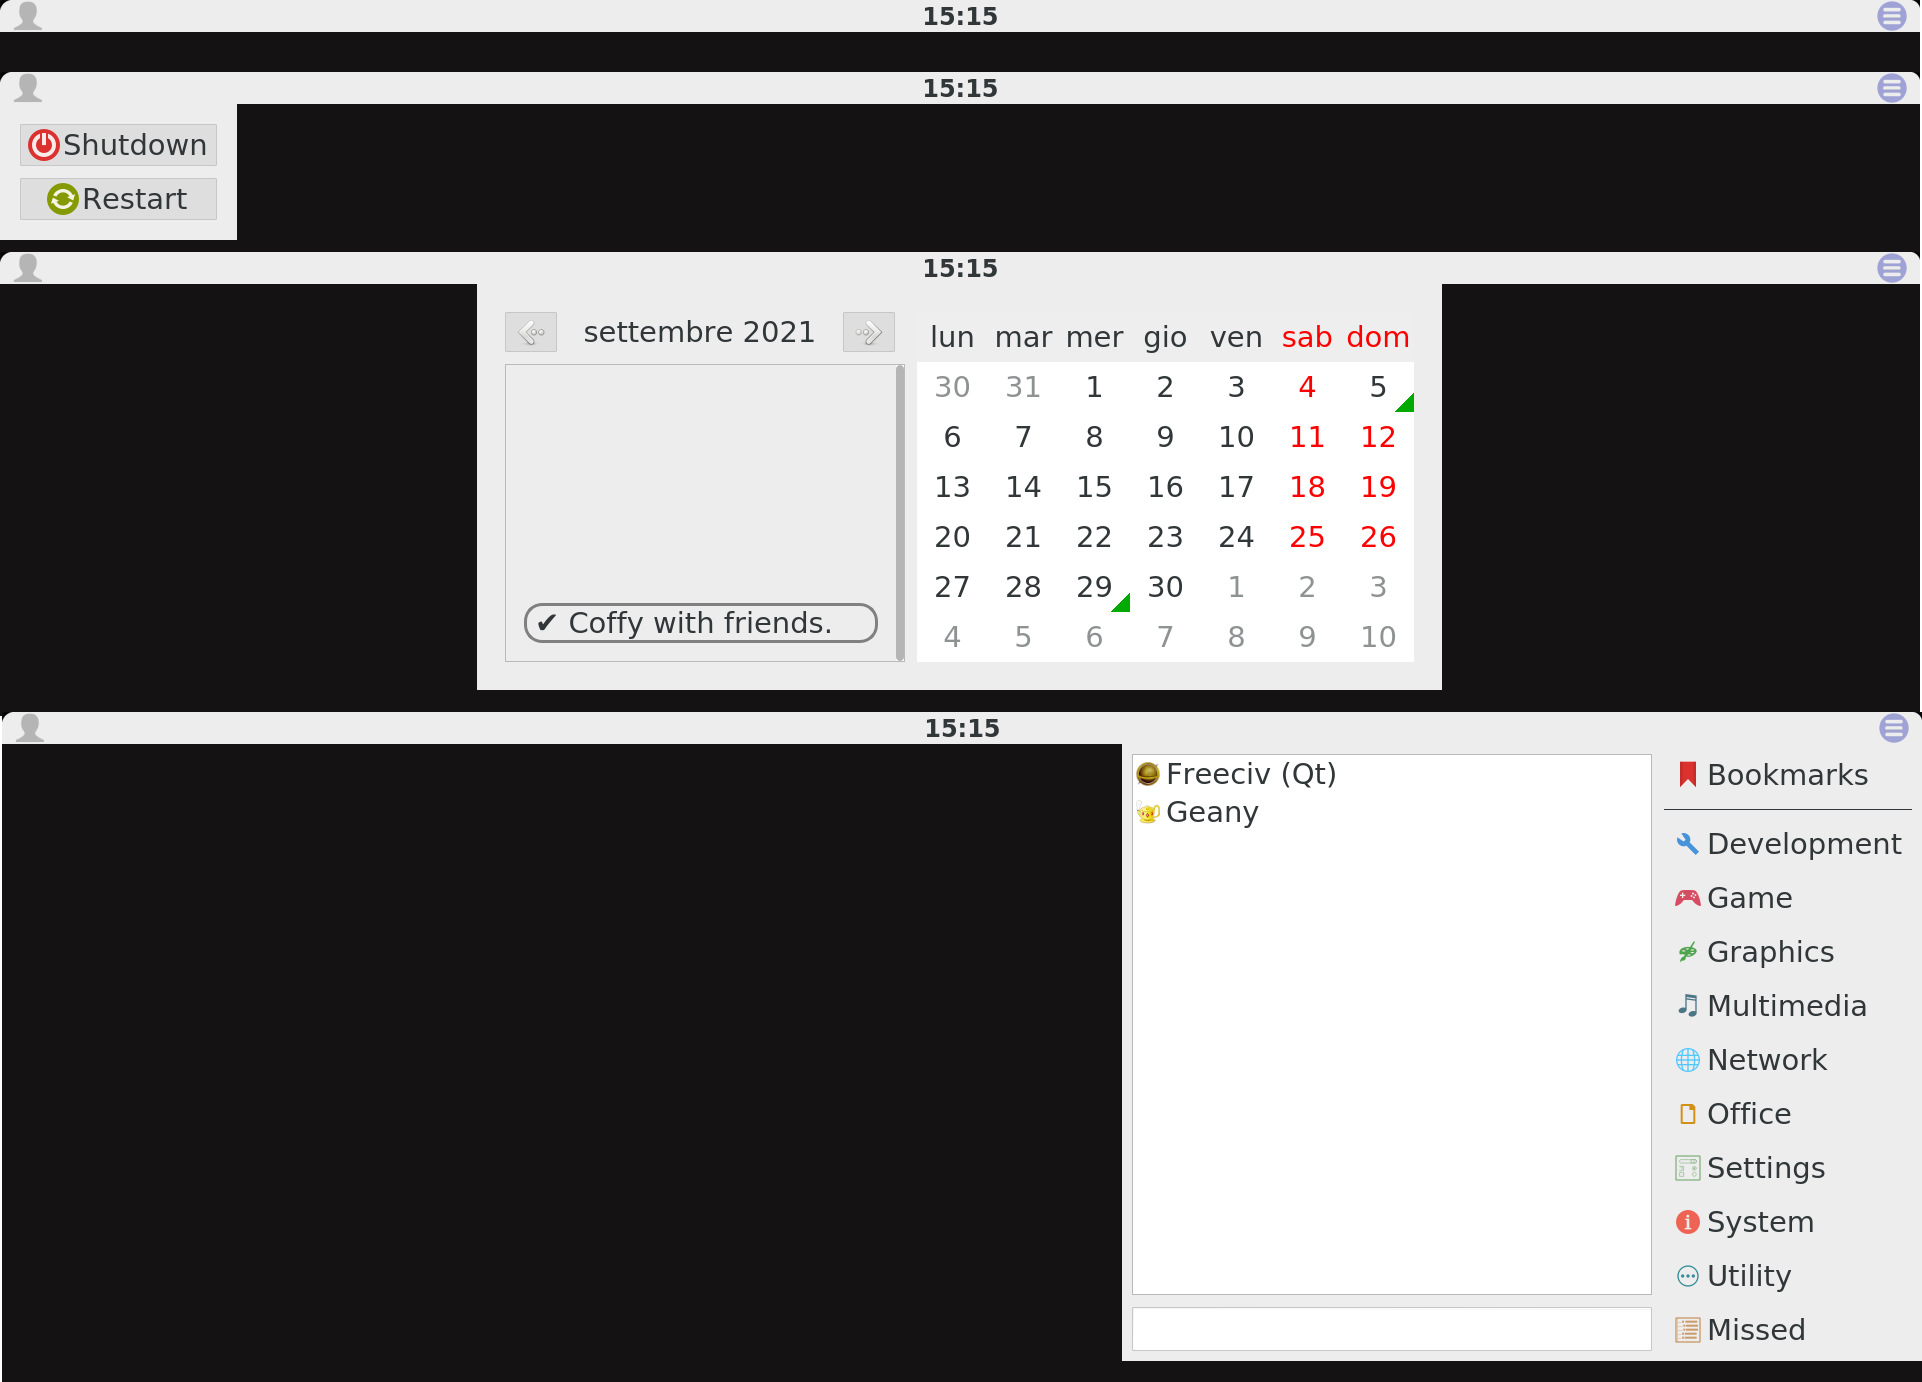 15:15
15:15
Shutdown
Restart
15:15
settembre 2021
lun mar mer gio ven sab dom
30 31 1 2 3 4 5
6 7 8 9 10 11 12
13 14 15 16 17 18 19
20 21 22 23 24 25 26
27 28 29 30 1 2 3
4 5 6 7 8 9 10
✔ Coffy with friends.
15:15
Freeciv (Qt)
Geany
Bookmarks
Development
Game
Graphics
Multimedia
Network
Office
Settings
System
Utility
Missed